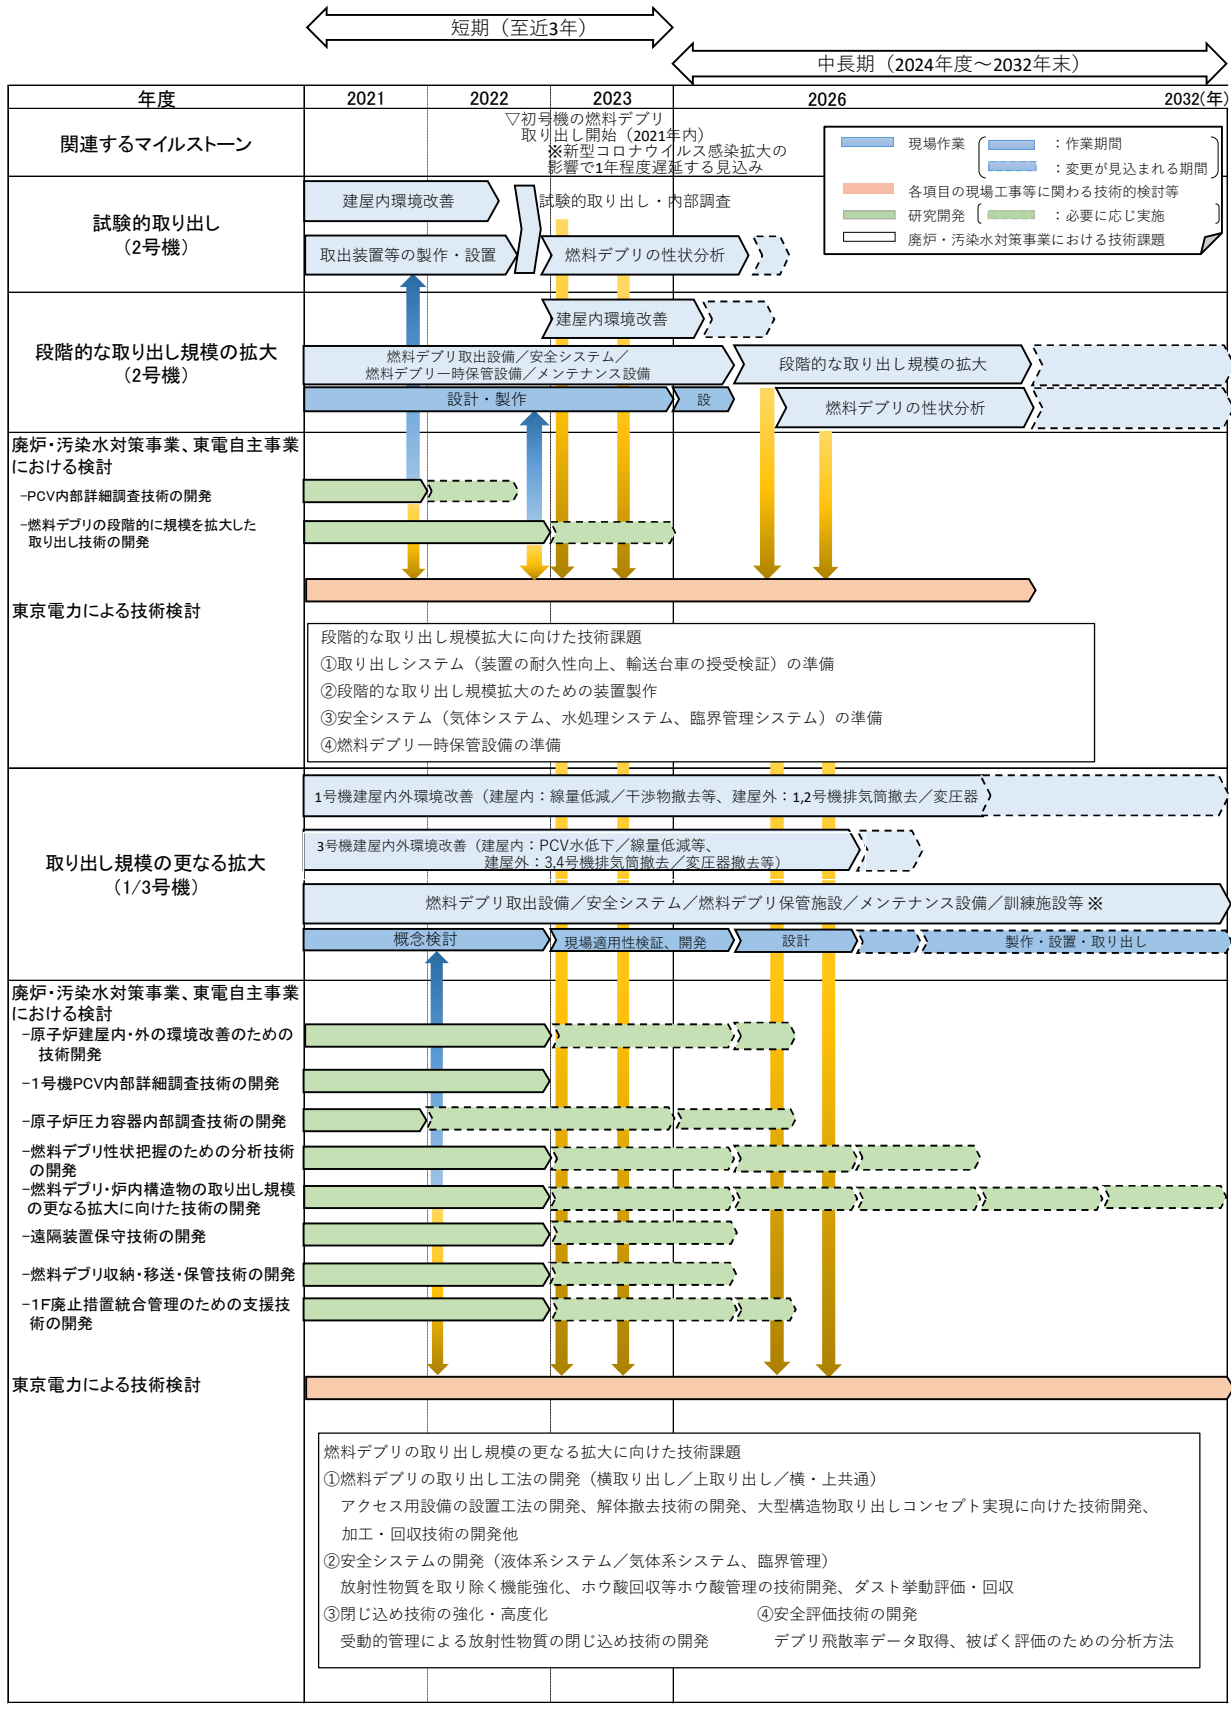 短期（至近3年）
中長期（2024年度～2032年末）
年度
2021
2022
2023
2026
2032(年)
関連するマイルストーン
▽初号機の燃料デブリ
取り出し開始（2021年内）
※新型コロナウイルス感染拡大の
影響で1年程度遅延する見込み
現場作業
：作業期間
：変更が見込まれる期間
各項目の現場工事等に関わる技術的検討等
研究開発
：必要に応じ実施
廃炉・汚染水対策事業における技術課題
試験的取り出し
（2号機）
建屋内環境改善
試験的取り出し・内部調査
取出装置等の製作・設置
燃料デブリの性状分析
段階的な取り出し規模の拡大
（2号機）
建屋内環境改善
燃料デブリ取出設備／安全システム／
燃料デブリ一時保管設備／メンテナンス設備
段階的な取り出し規模の拡大
設計・製作
設
燃料デブリの性状分析
廃炉・汚染水対策事業、東電自主事業
における検討
－PCV内部詳細調査技術の開発
－燃料デブリの段階的に規模を拡大した
取り出し技術の開発
東京電力による技術検討
段階的な取り出し規模拡大に向けた技術課題
①取り出しシステム（装置の耐久性向上、輸送台車の授受検証）の準備
②段階的な取り出し規模拡大のための装置製作
③安全システム（気体システム、水処理システム、臨界管理システム）の準備
④燃料デブリ一時保管設備の準備
取り出し規模の更なる拡大
（1/3号機）
1号機建屋内外環境改善（建屋内：線量低減／干渉物撤去等、建屋外：1,2号機排気筒撤去／変圧器
3号機建屋内外環境改善（建屋内：PCV水低下／線量低減等、
建屋外：3,4号機排気筒撤去／変圧器撤去等）
燃料デブリ取出設備／安全システム／燃料デブリ保管施設／メンテナンス設備／訓練施設等※
概念検討
現場適用性検証、開発
設計
製作・設置・取り出し
廃炉・汚染水対策事業、東電自主事業
における検討
－原子炉建屋内・外の環境改善のための
技術開発
－1号機PCV内部詳細調査技術の開発
－原子炉圧力容器内部調査技術の開発
－燃料デブリ性状把握のための分析技術
の開発
－燃料デブリ・炉内構造物の取り出し規模
の更なる拡大に向けた技術の開発
－遠隔装置保守技術の開発
－燃料デブリ収納・移送・保管技術の開発
－1F廃止措置統合管理のための支援技
術の開発
東京電力による技術検討
燃料デブリの取り出し規模の更なる拡大に向けた技術課題
①燃料デブリの取り出し工法の開発（横取り出し／上取り出し／横・上共通）
アクセス用設備の設置工法の開発、解体撤去技術の開発、大型構造物取り出しコンセプト実現に向けた技術開発、
加工・回収技術の開発他
②安全システムの開発（液体系システム／気体系システム、臨界管理）
放射性物質を取り除く機能強化、ホウ酸回収等ホウ酸管理の技術開発、ダスト挙動評価・回収
③閉じ込め技術の強化・高度化
④安全評価技術の開発
受動的管理による放射性物質の閉じ込め技術の開発
デブリ飛散率データ取得、被ばく評価のための分析方法